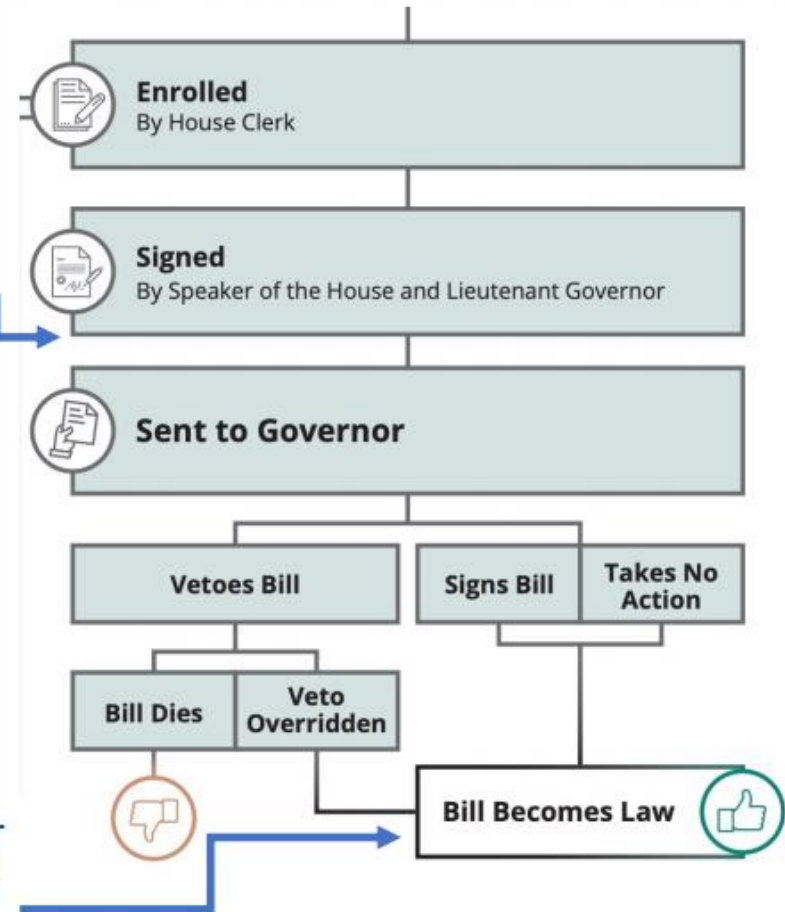 Enrolled
By House Clerk
Signed
By Speaker of the House and Lieutenant Governor
Sent to Governor
Vetoes Bill
Signs Bill
Takes No
Action
Bill Dies
Veto
Overridden
Bill Becomes Law